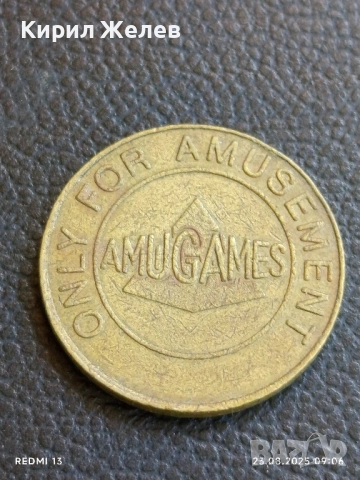 Кирил Желев
ONLY FOR AMUSEMENT
AMUGAMES
REDMI 13
23.08.2025 09:06